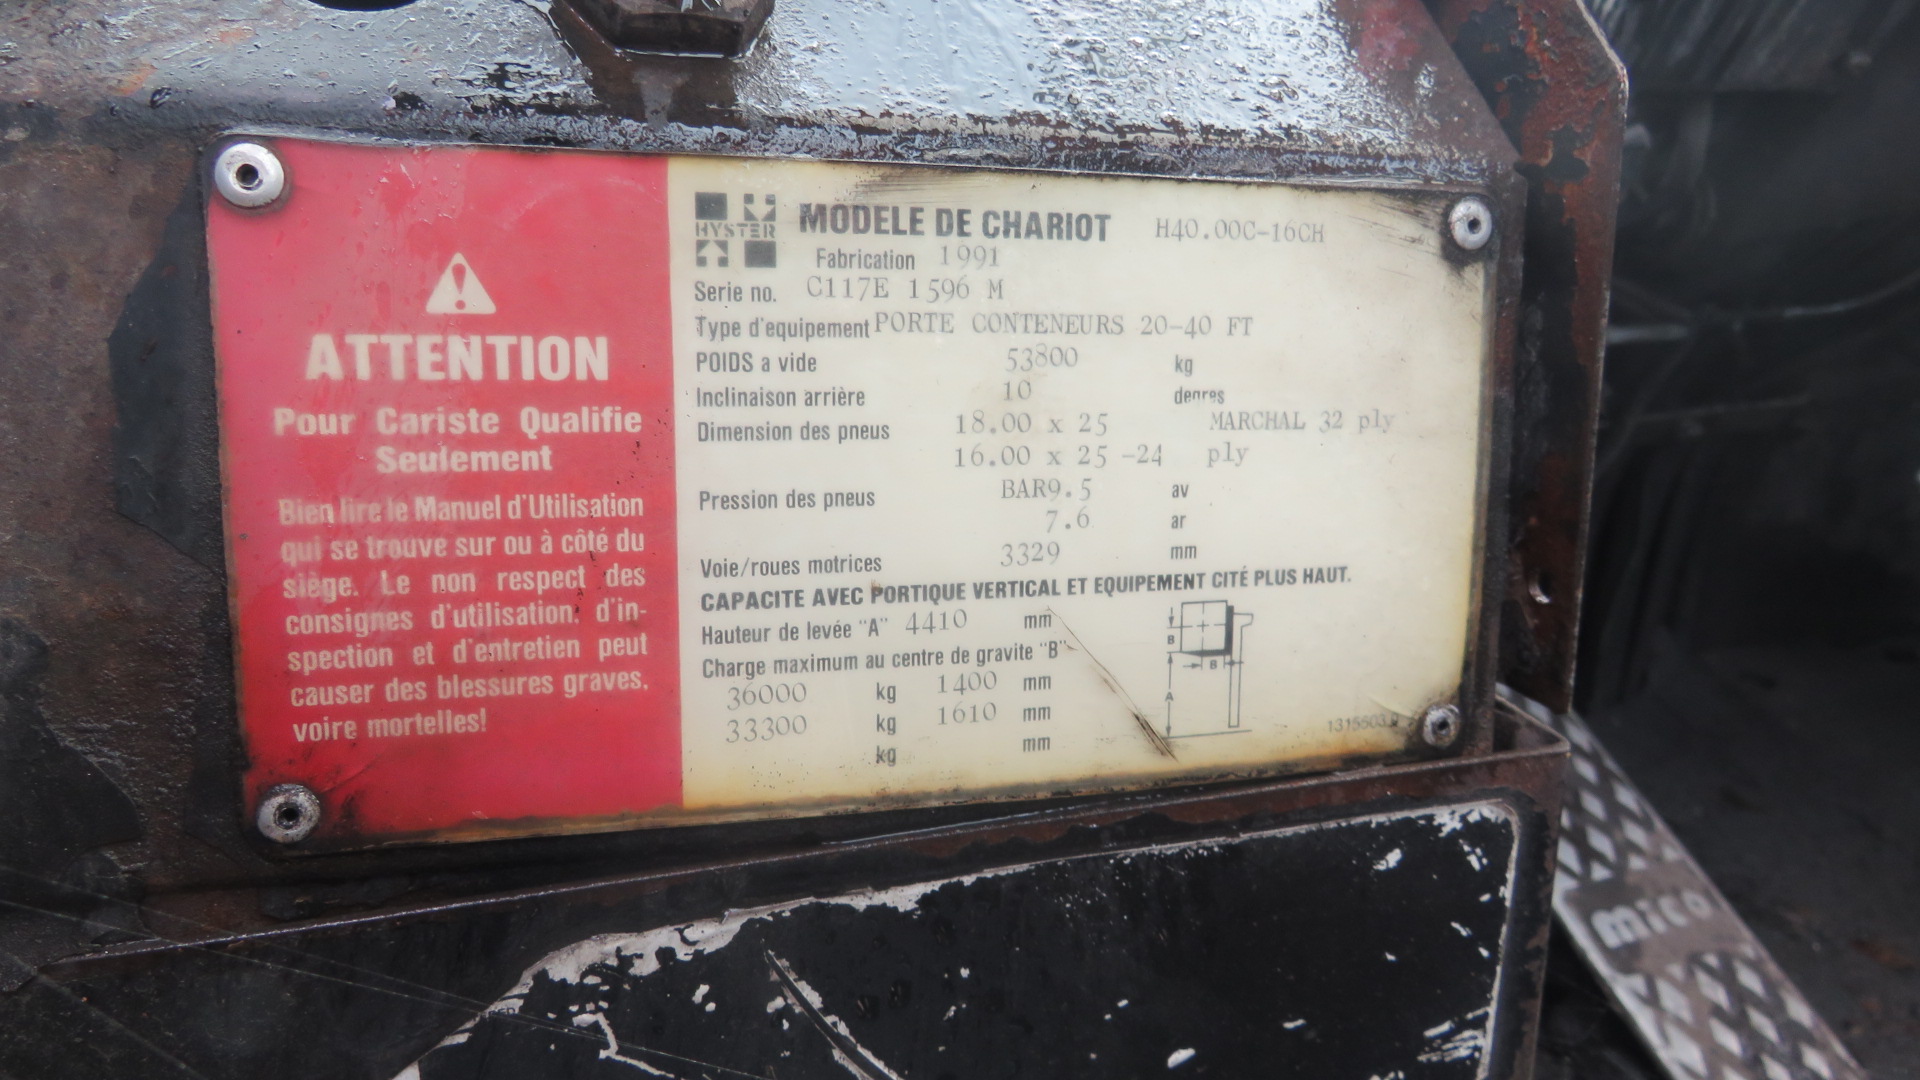 ATTENTION
Pour Cariste Qualifie
Seulement
Bien lire le Manuel d'Utilisation
qui se trouve sur ou à côté du
siège. Le non respect des
consignes d'utilisation, d'in-
spection et d'entretien peut
causer des blessures graves,
voire mortelles!
HYSTER
MODELE DE CHARIOT H40.00C-16CH
Fabrication 1991
Serie no. C117E 1596 M
Type d'equipement PORTE CONTENEURS 20-40 FT
POIDS a vide 53800 kg
Inclinaison arrière 10 degres
Dimension des pneus 18.00 x 25 MARCHAL 32 ply
16.00 x 25 -24 ply
Pression des pneus BAR9.5 av
7.6 ar
Voie/roues motrices 3329 mm
CAPACITE AVEC PORTIQUE VERTICAL ET EQUIPEMENT CITÉ PLUS HAUT.
Hauteur de levée "A" 4410 mm
Charge maximum au centre de gravite "B"
36000 kg 1400 mm
33300 kg 1610 mm
kg mm
B
B
A
mico